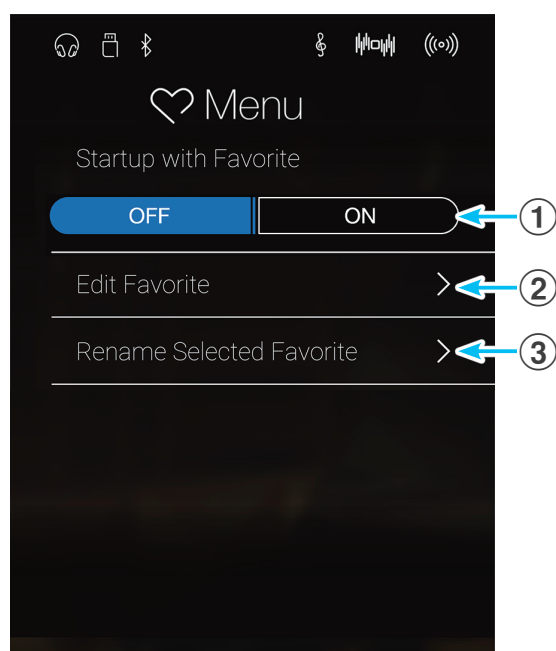 Menu
Startup with Favorite
OFF ON 1
Edit Favorite 2
Rename Selected Favorite 3